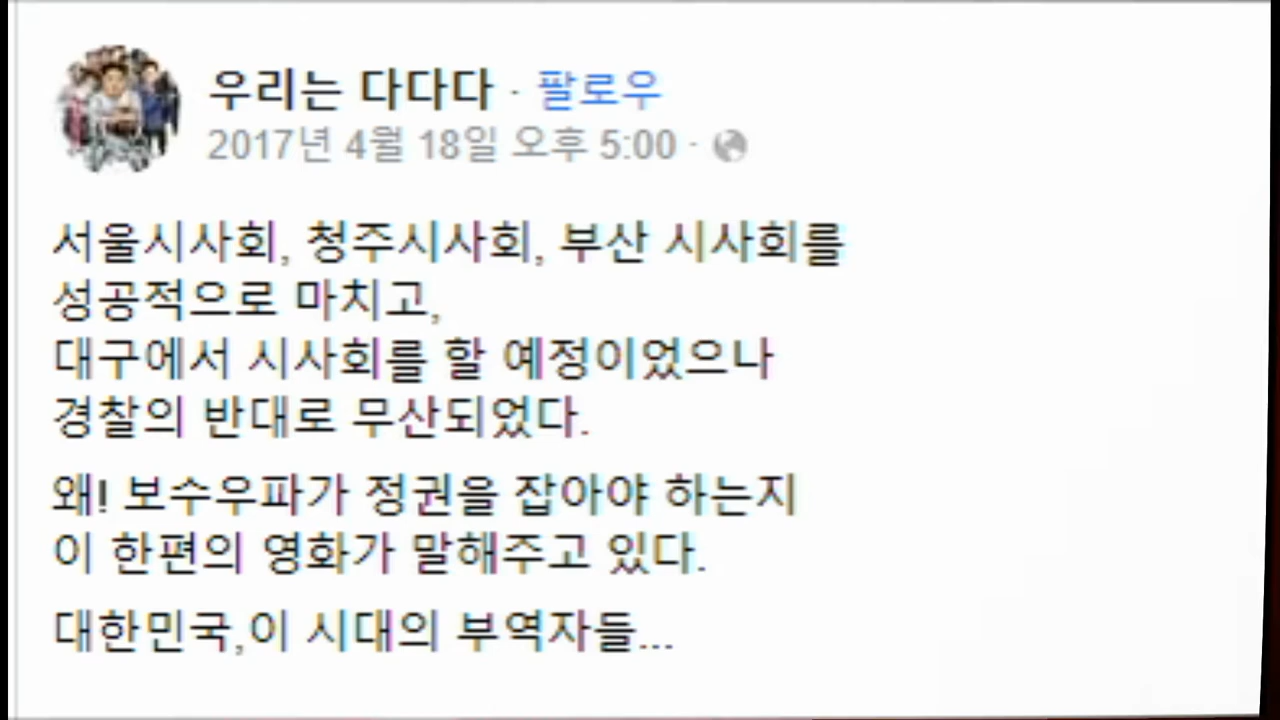 우리는 다다다 · 팔로우
2017년 4월 18일 오후 5:00 ·
서울시사회, 청주시사회, 부산 시사회를
성공적으로 마치고,
대구에서 시사회를 할 예정이었으나
경찰의 반대로 무산되었다.
왜! 보수우파가 정권을 잡아야 하는지
이 한편의 영화가 말해주고 있다.
대한민국,이 시대의 부역자들...